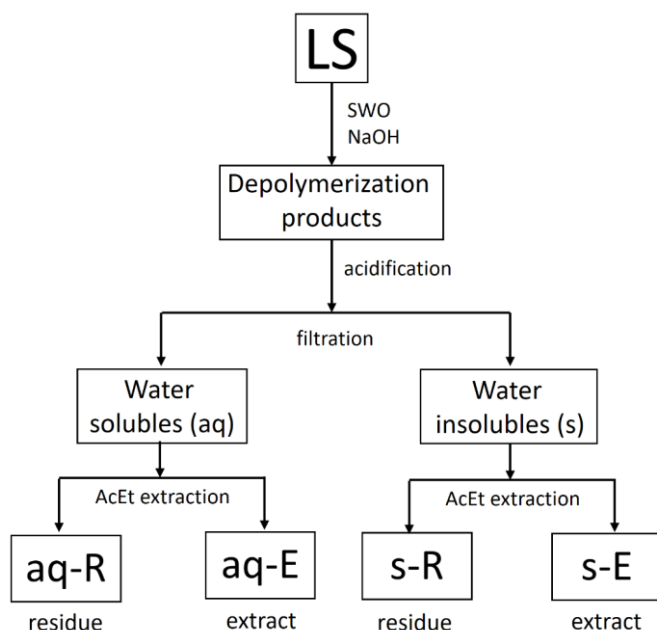 LS
SWO
NaOH
Depolymerization
products
acidification
filtration
Water
solubles (aq)
Water
insolubles (s)
AcEt extraction
AcEt extraction
aq-R
aq-E
s-R
s-E
residue
extract
residue
extract